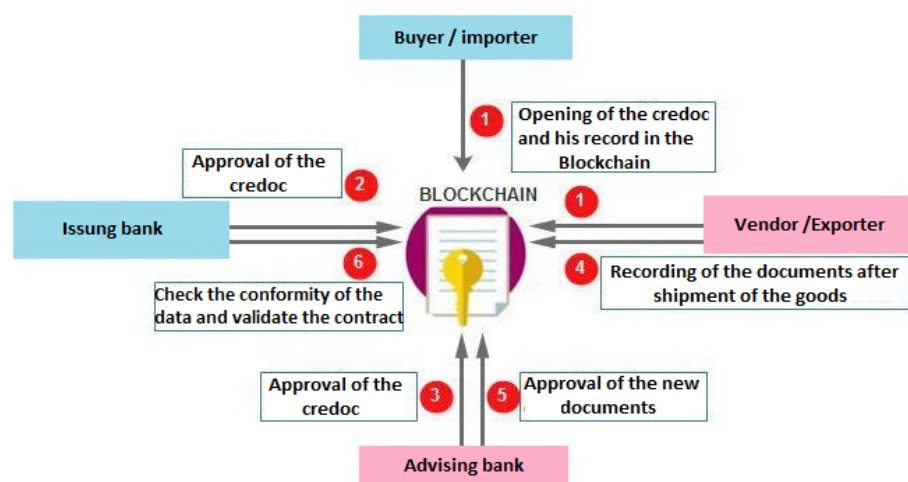 Buyer / importer
1
Opening of the credoc
and his record in the
Blockchain
Approval of the
credoc
2
BLOCKCHAIN
1
Issung bank
Vendor /Exporter
6
4
Check the conformity of the
data and validate the contract
Recording of the documents after
shipment of the goods
Approval of the
credoc
3
5
Approval of the new
documents
Advising bank